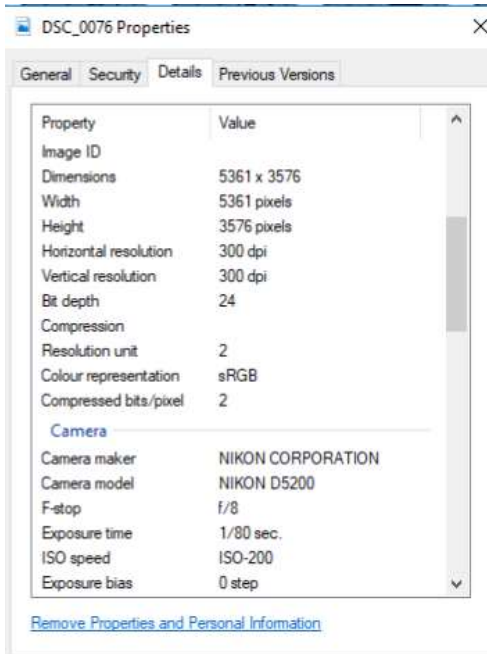 DSC_0076 Properties
General Security Details Previous Versions
Property Value
Image ID
Dimensions 5361 x 3576
Width 5361 pixels
Height 3576 pixels
Horizontal resolution 300 dpi
Vertical resolution 300 dpi
Bit depth 24
Compression
Resolution unit 2
Colour representation sRGB
Compressed bits/pixel 2
Camera
Camera maker NIKON CORPORATION
Camera model NIKON D5200
F-stop f/8
Exposure time 1/80 sec.
ISO speed ISO-200
Exposure bias 0 step
Remove Properties and Personal Information